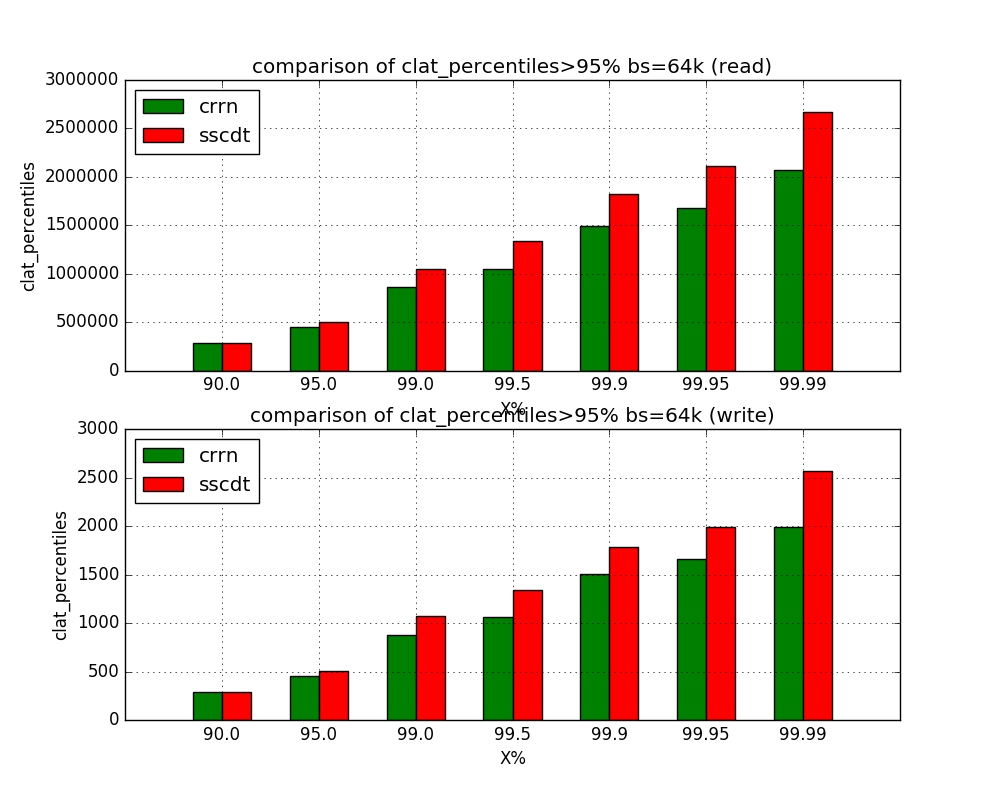 comparison of clat_percentiles>95% bs=64k (read)
3000000
2500000
2000000
1500000
1000000
500000
0
clat_percentiles
crrn
sscdt
90.0 95.0 99.0 99.5 99.9 99.95 99.99
X%
comparison of clat_percentiles>95% bs=64k (write)
3000
2500
2000
1500
1000
500
0
clat_percentiles
crrn
sscdt
90.0 95.0 99.0 99.5 99.9 99.95 99.99
X%